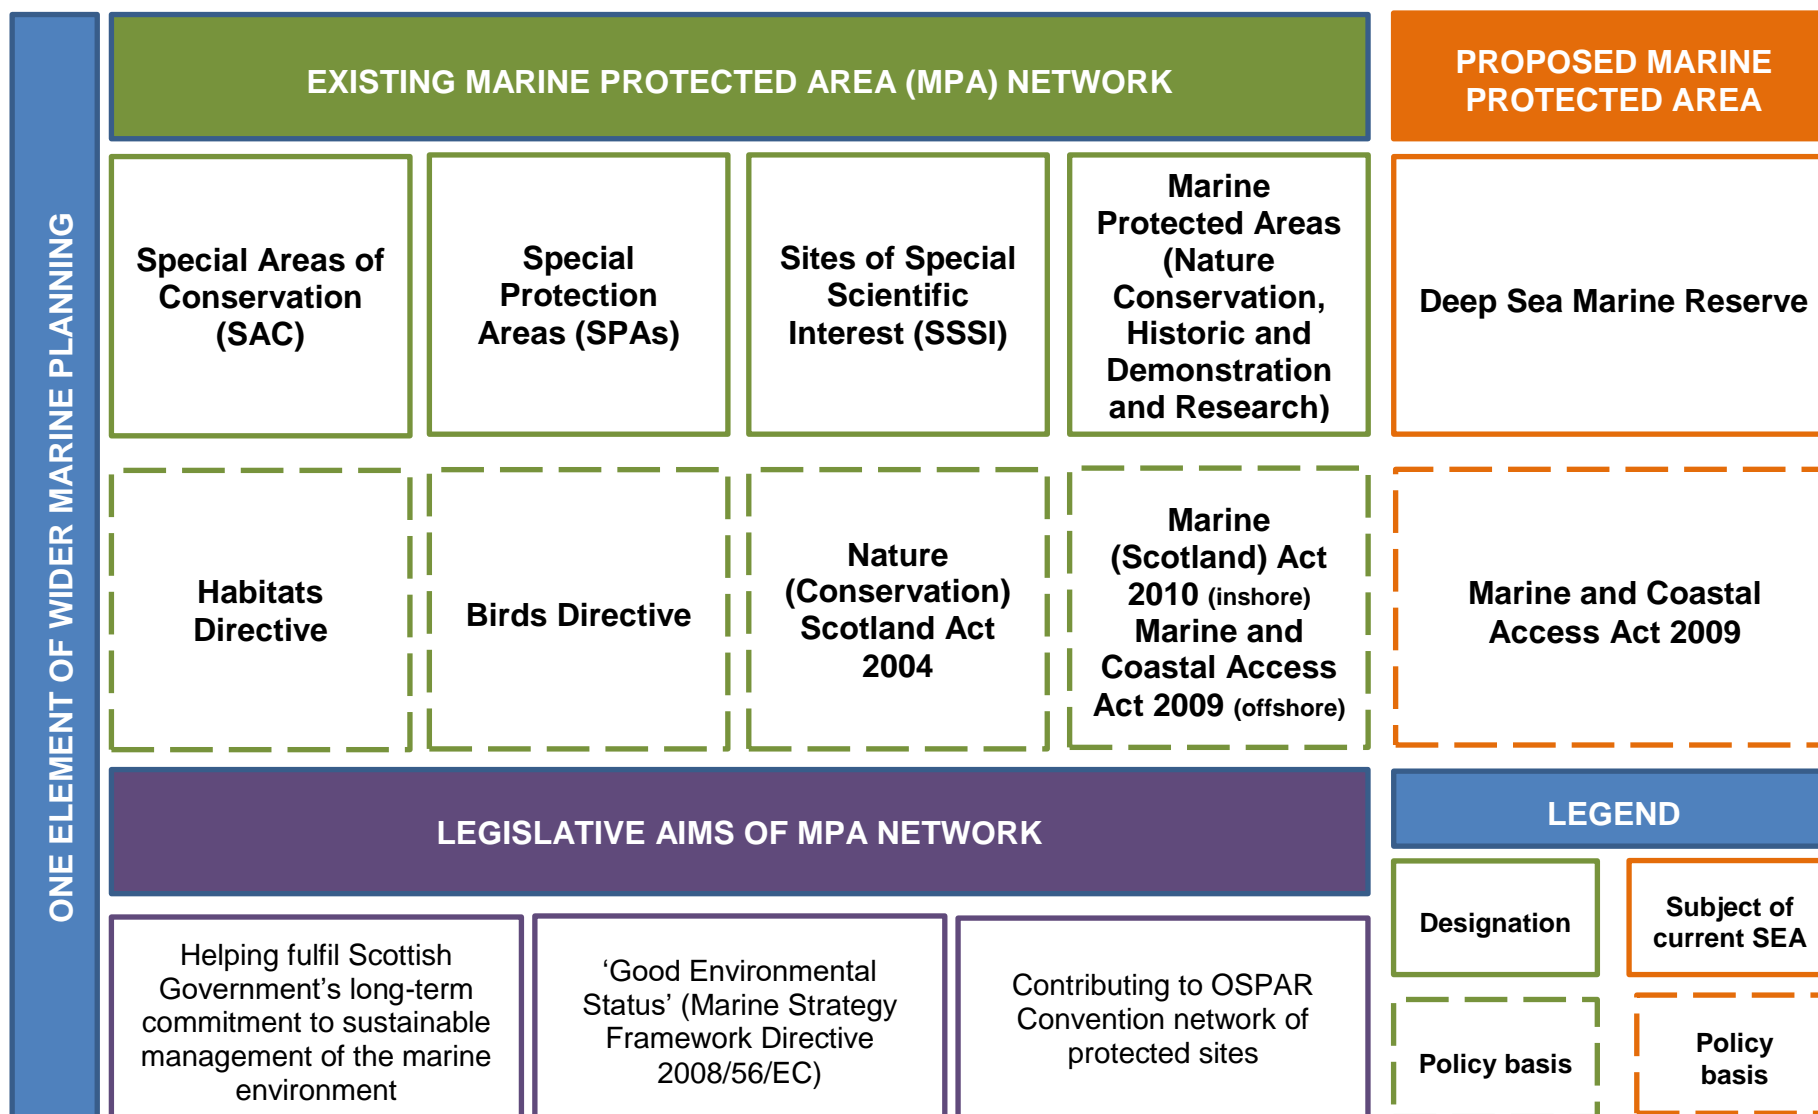 ONE ELEMENT OF WIDER MARINE PLANNING
EXISTING MARINE PROTECTED AREA (MPA) NETWORK
PROPOSED MARINE
PROTECTED AREA
Special Areas of
Conservation
(SAC)
Special
Protection
Areas (SPAs)
Sites of Special
Scientific
Interest (SSSI)
Marine
Protected Areas
(Nature
Conservation,
Historic and
Demonstration
and Research)
Deep Sea Marine Reserve
Habitats
Directive
Birds Directive
Nature
(Conservation)
Scotland Act
2004
Marine
(Scotland) Act
2010 (inshore)
Marine and
Coastal Access
Act 2009 (offshore)
Marine and Coastal
Access Act 2009
LEGISLATIVE AIMS OF MPA NETWORK
Helping fulfil Scottish
Government’s long-term
commitment to sustainable
management of the marine
environment
‘Good Environmental
Status’ (Marine Strategy
Framework Directive
2008/56/EC)
Contributing to OSPAR
Convention network of
protected sites
LEGEND
Designation
Subject of
current SEA
Policy basis
Policy
basis